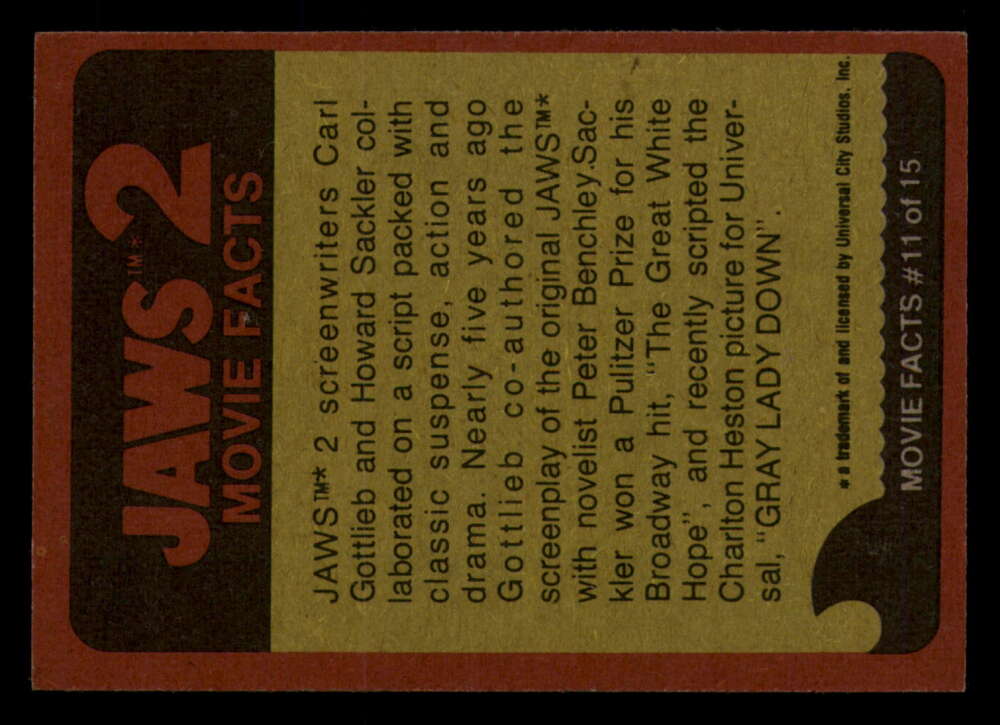 JAWS™* 2
MOVIE FACTS
JAWS™* 2 screenwriters Carl
Gottlieb and Howard Sackler col-
laborated on a script packed with
classic suspense, action and
drama. Nearly five years ago
Gottlieb co-authored the
screenplay of the original JAWS™*
with novelist Peter Benchley.Sac-
kler won a Pulitzer Prize for his
Broadway hit, "The Great White
Hope", and recently scripted the
Charlton Heston picture for Univer-
sal, "GRAY LADY DOWN".
* a trademark of and licensed by Universal City Studios, Inc.
MOVIE FACTS #11 of 15